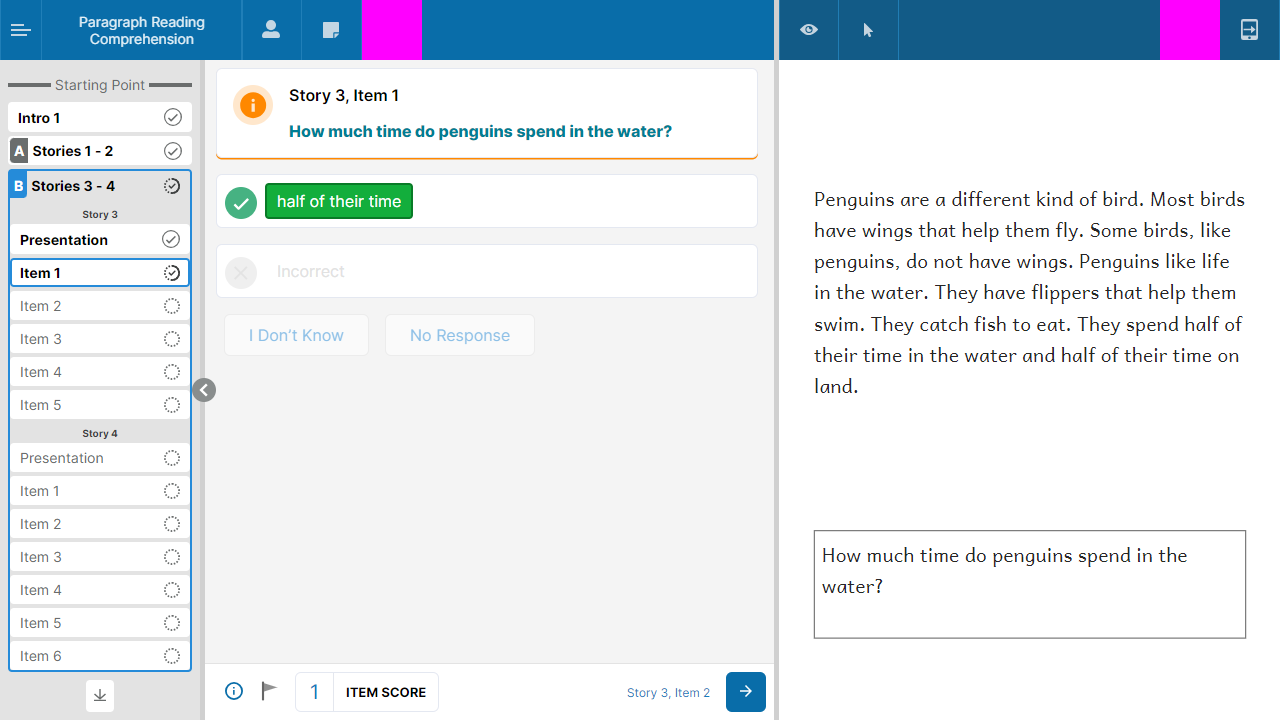 Paragraph Reading
Comprehension
Starting Point
Intro 1
A Stories 1 - 2
B Stories 3 - 4
Story 3
Presentation
Item 1
Item 2
Item 3
Item 4
Item 5
Story 4
Presentation
Item 1
Item 2
Item 3
Item 4
Item 5
Item 6
Story 3, Item 1
How much time do penguins spend in the water?
half of their time
Incorrect
I Don’t Know
No Response
1 ITEM SCORE
Story 3, Item 2
Penguins are a different kind of bird. Most birds
have wings that help them fly. Some birds, like
penguins, do not have wings. Penguins like life
in the water. They have flippers that help them
swim. They catch fish to eat. They spend half of
their time in the water and half of their time on
land.
How much time do penguins spend in the
water?